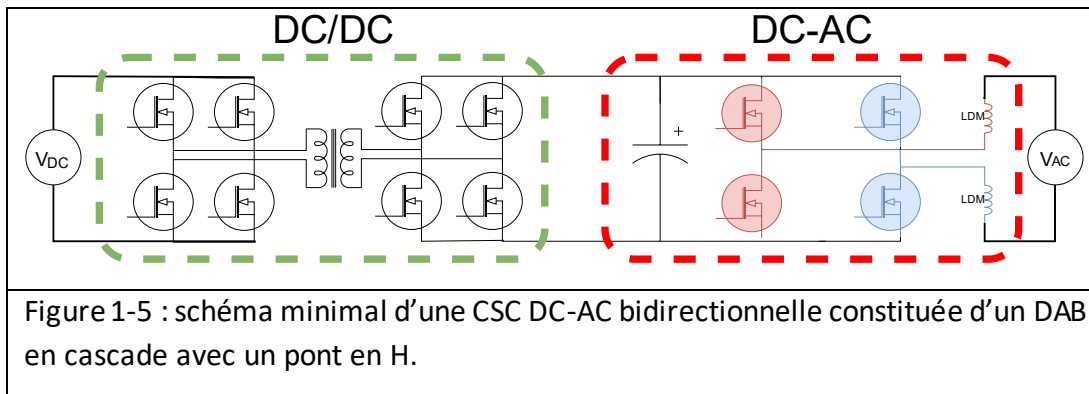 DC/DC
DC-AC
VDC
LDM
LDM
VAC
+
Figure 1-5 : schéma minimal d’une CSC DC-AC bidirectionnelle constituée d’un DAB
en cascade avec un pont en H.